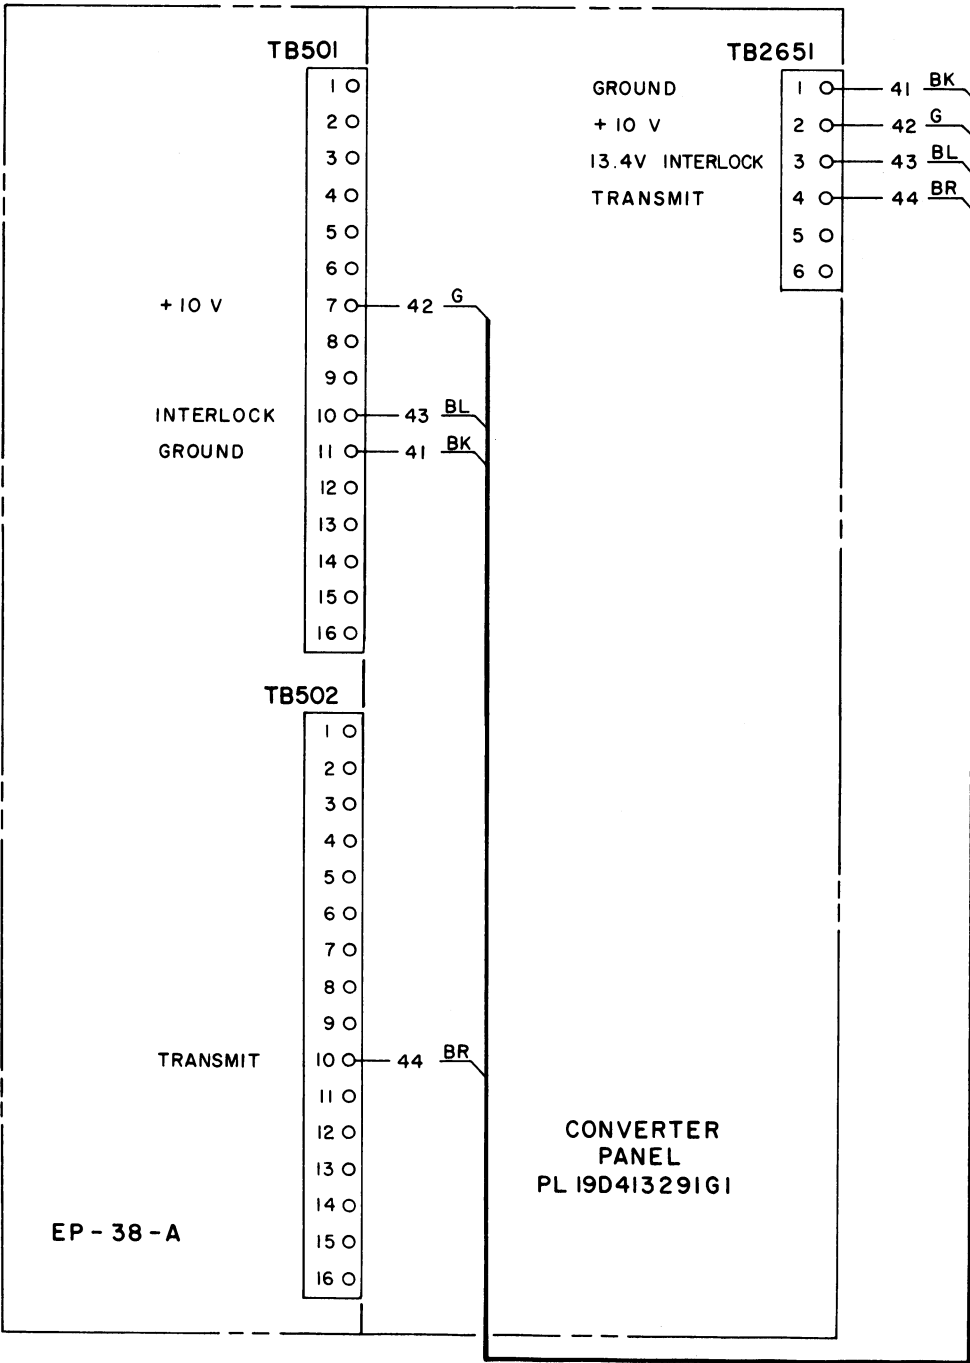 TB501
1
2
3
4
5
6
+10 V 7 42 G
8
9
INTERLOCK 10 43 BL
GROUND 11 41 BK
12
13
14
15
16
TB502
1
2
3
4
5
6
7
8
9
TRANSMIT 10 44 BR
11
12
13
14
15
16
EP-38-A
TB2651
GROUND 1 41 BK
+10 V 2 42 G
13.4V INTERLOCK 3 43 BL
TRANSMIT 4 44 BR
5
6
CONVERTER
PANEL
PL 19D413291G1